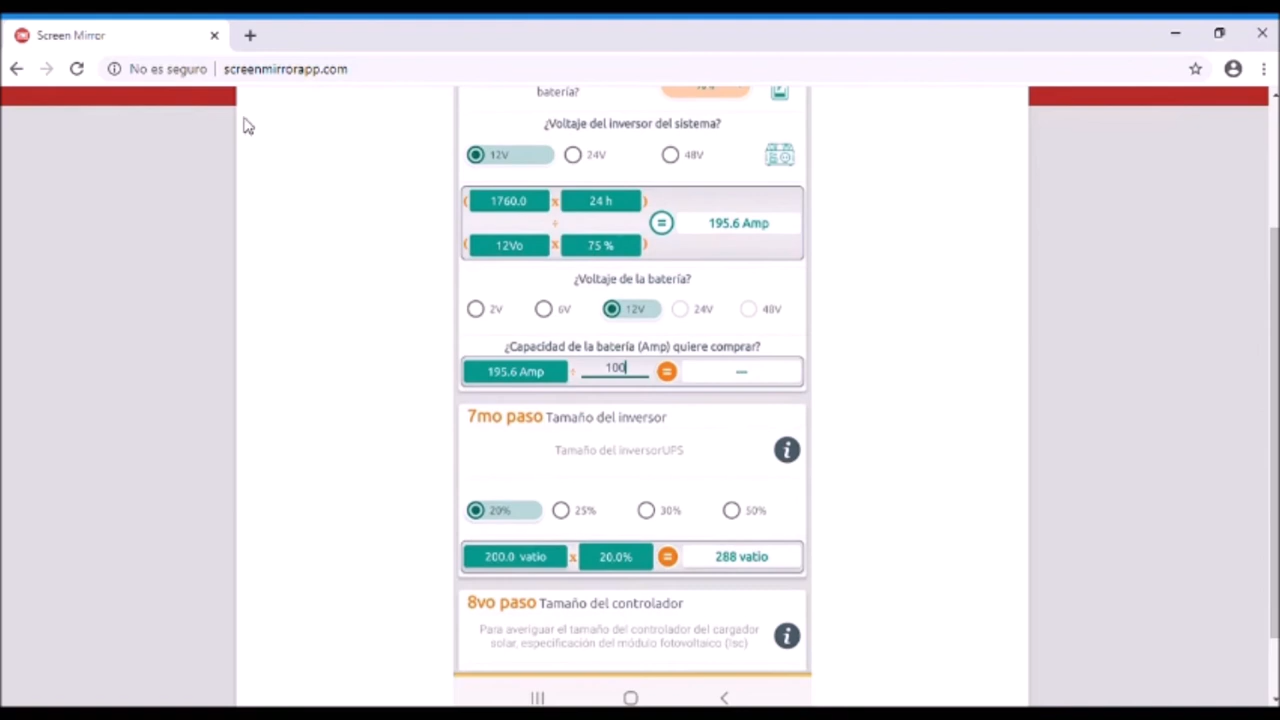 Screen Mirror
No es seguro | screenmirrorapp.com
batería?
¿Voltaje del inversor del sistema?
12V 24V 48V
( 1760.0 x 24 h )
÷ = 195.6 Amp
( 12Vo x 75 % )
¿Voltaje de la batería?
2V 6V 12V 24V 48V
¿Capacidad de la batería (Amp) quiere comprar?
195.6 Amp ÷ 100 = —
7mo paso Tamaño del inversor
Tamaño del inversorUPS
20% 25% 30% 50%
200.0 vatio x 20.0% = 288 vatio
8vo paso Tamaño del controlador
Para averiguar el tamaño del controlador del cargador
solar, especificación del módulo fotovoltaico (Isc)